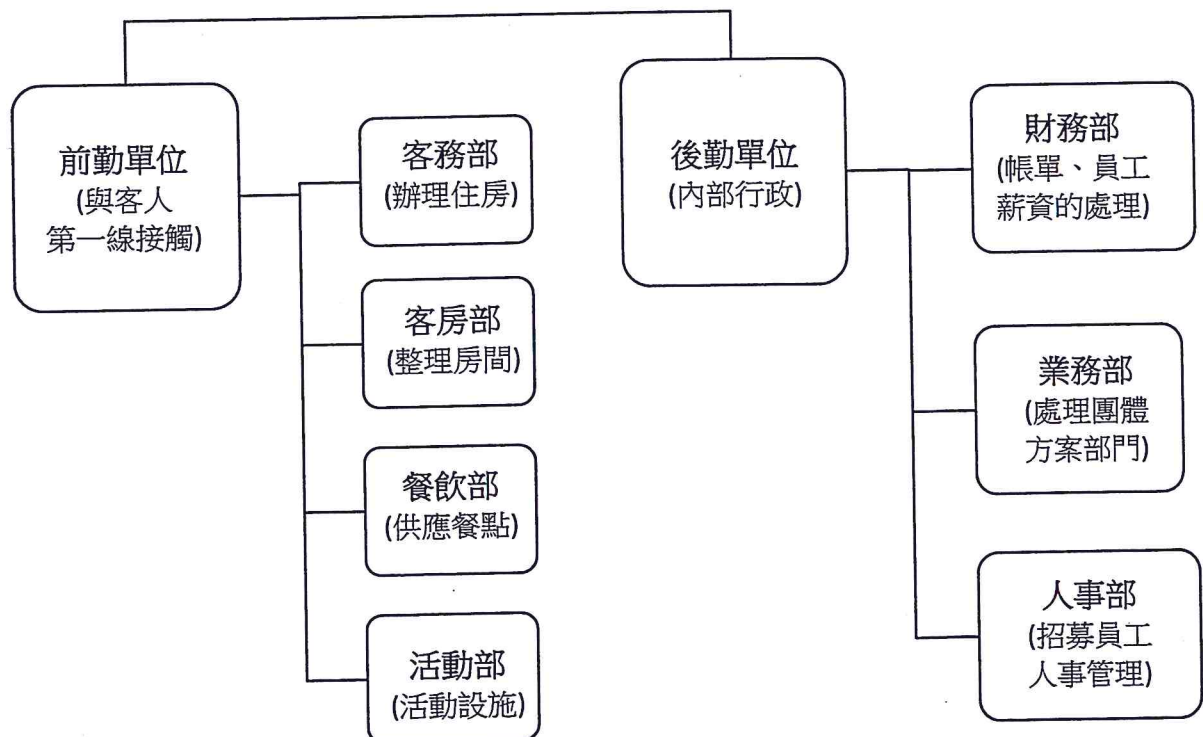 前勤單位
(與客人
第一線接觸)
客務部
(辦理住房)
客房部
(整理房間)
餐飲部
(供應餐點)
活動部
(活動設施)
後勤單位
(內部行政)
財務部
(帳單、員工
薪資的處理)
業務部
(處理團體
方案部門)
人事部
(招募員工
人事管理)